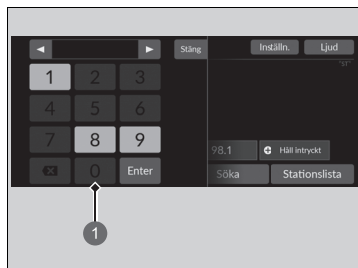 ◄ ► Stäng Inställn. Ljud
"ST"
1 2 3
4 5 6
7 8 9 98.1 Håll intryckt
0 Enter Söka Stationslista
1